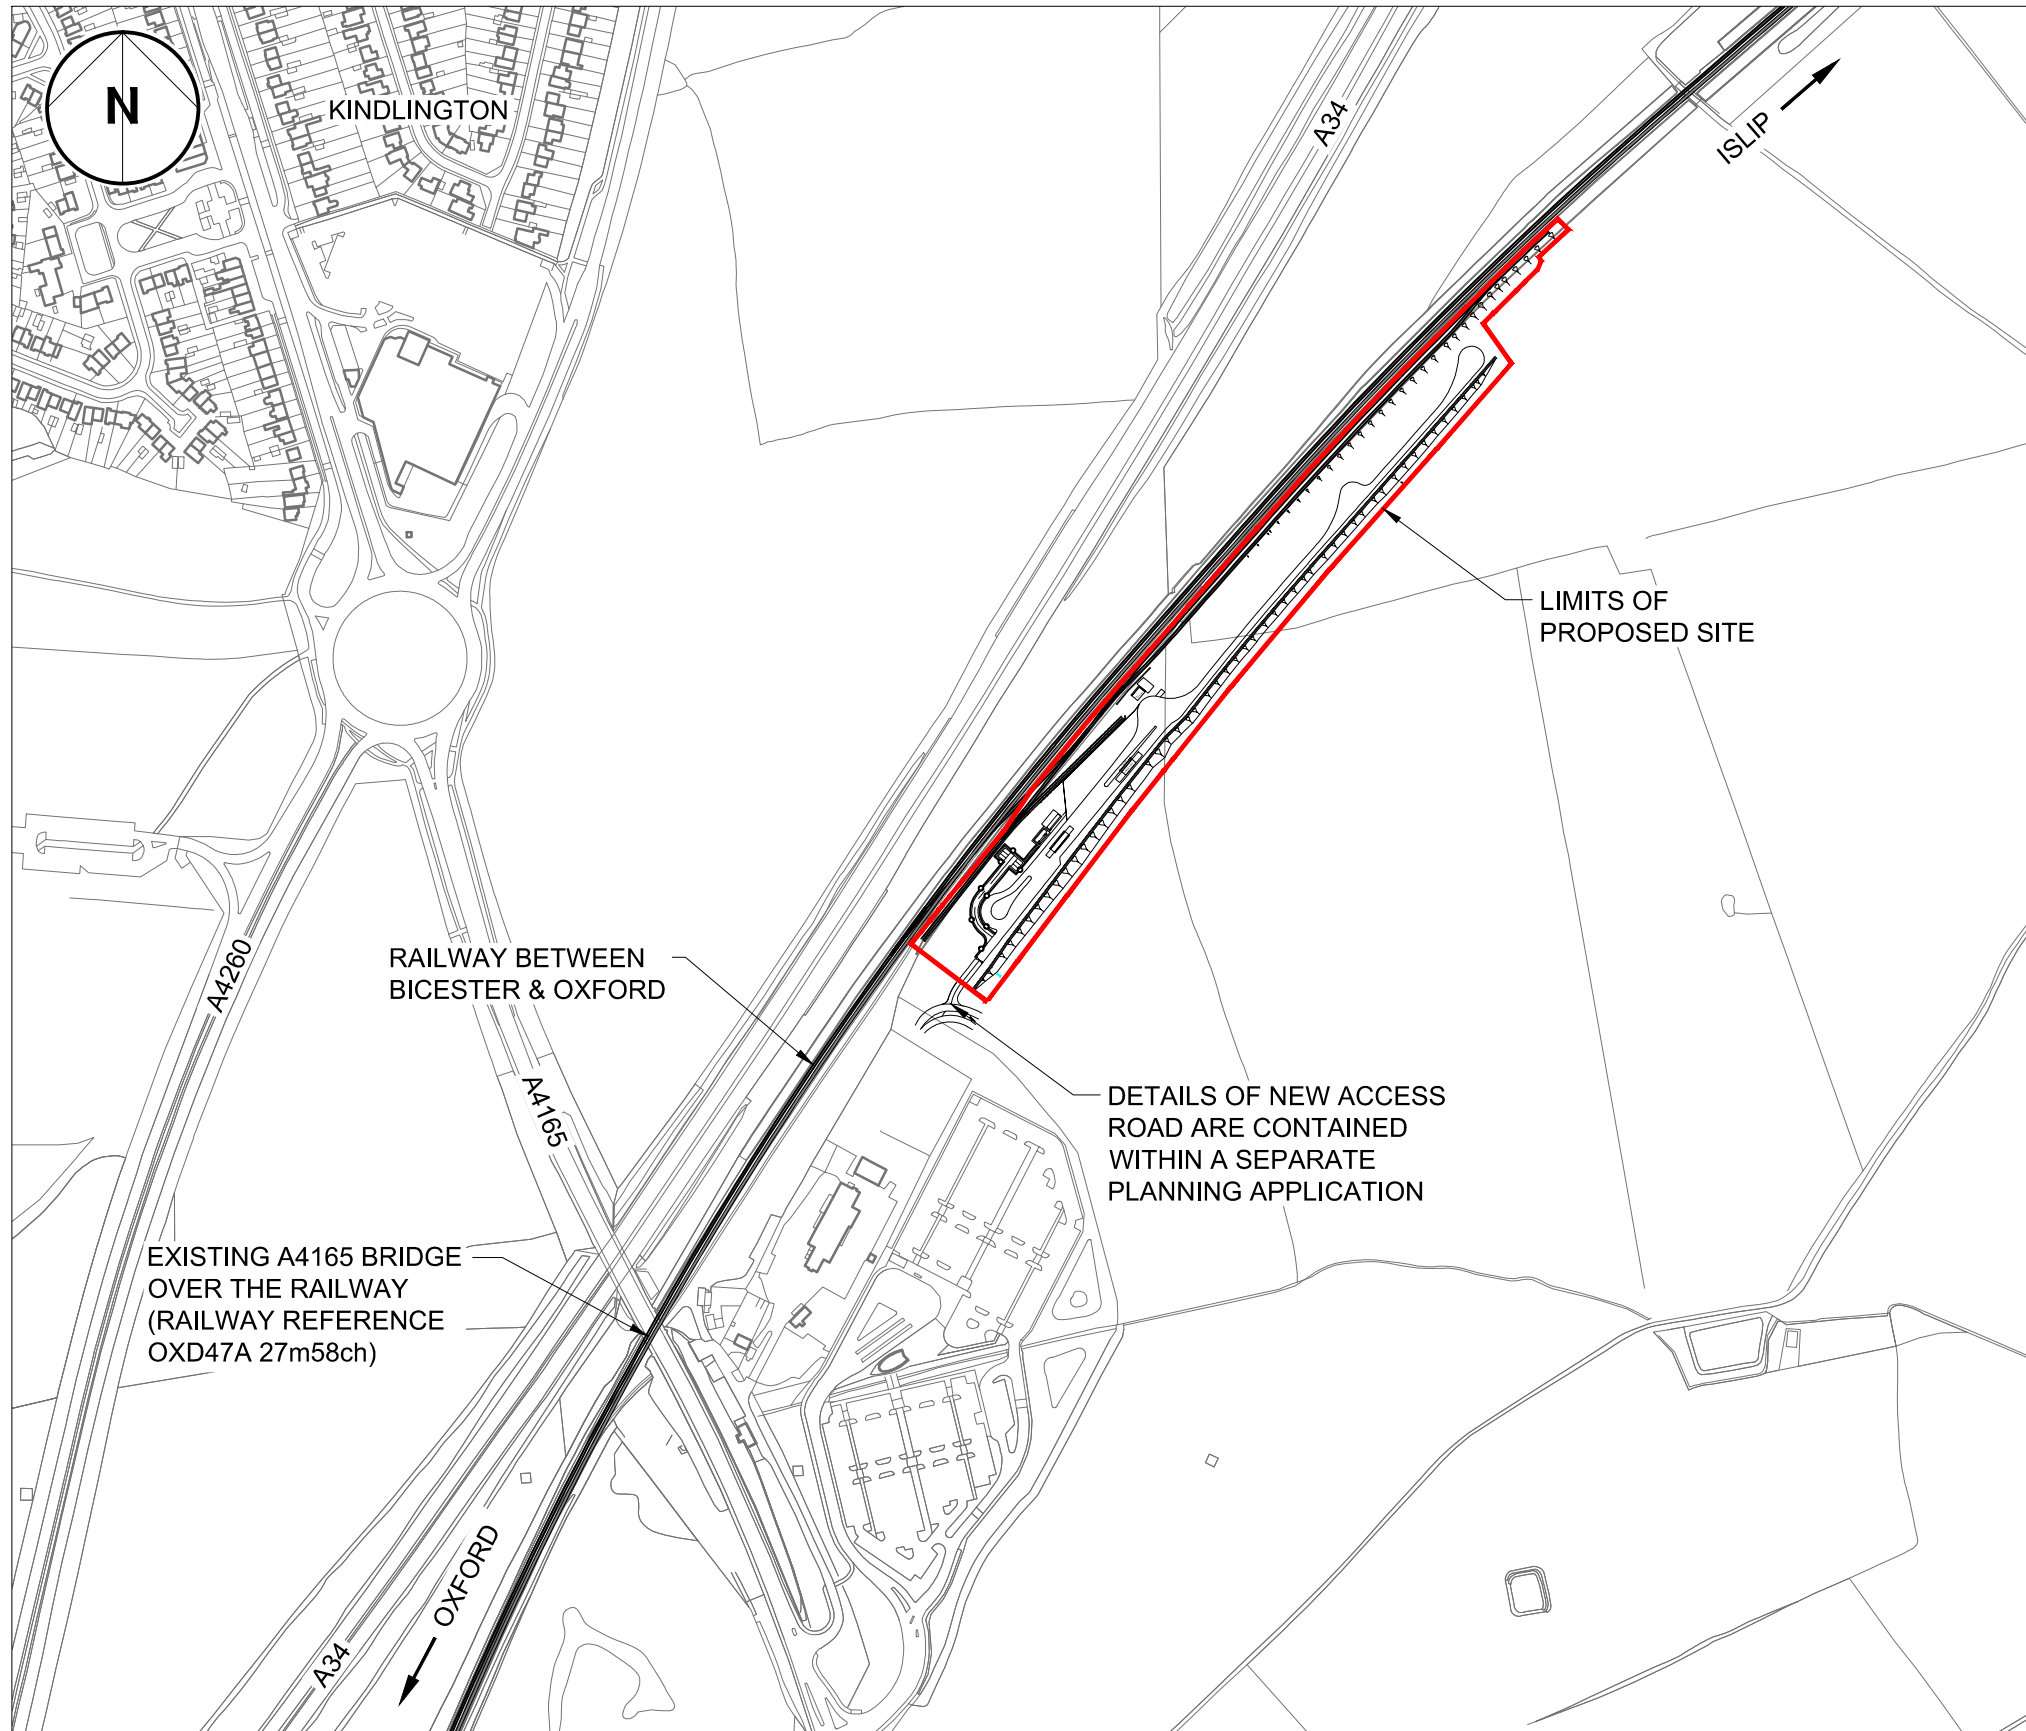 N
KINDLINGTON
A34
ISLIP
LIMITS OF
PROPOSED SITE
RAILWAY BETWEEN
BICESTER & OXFORD
A4260
A4165
DETAILS OF NEW ACCESS
ROAD ARE CONTAINED
WITHIN A SEPARATE
PLANNING APPLICATION
EXISTING A4165 BRIDGE
OVER THE RAILWAY
(RAILWAY REFERENCE
OXD47A 27m58ch)
OXFORD
A34